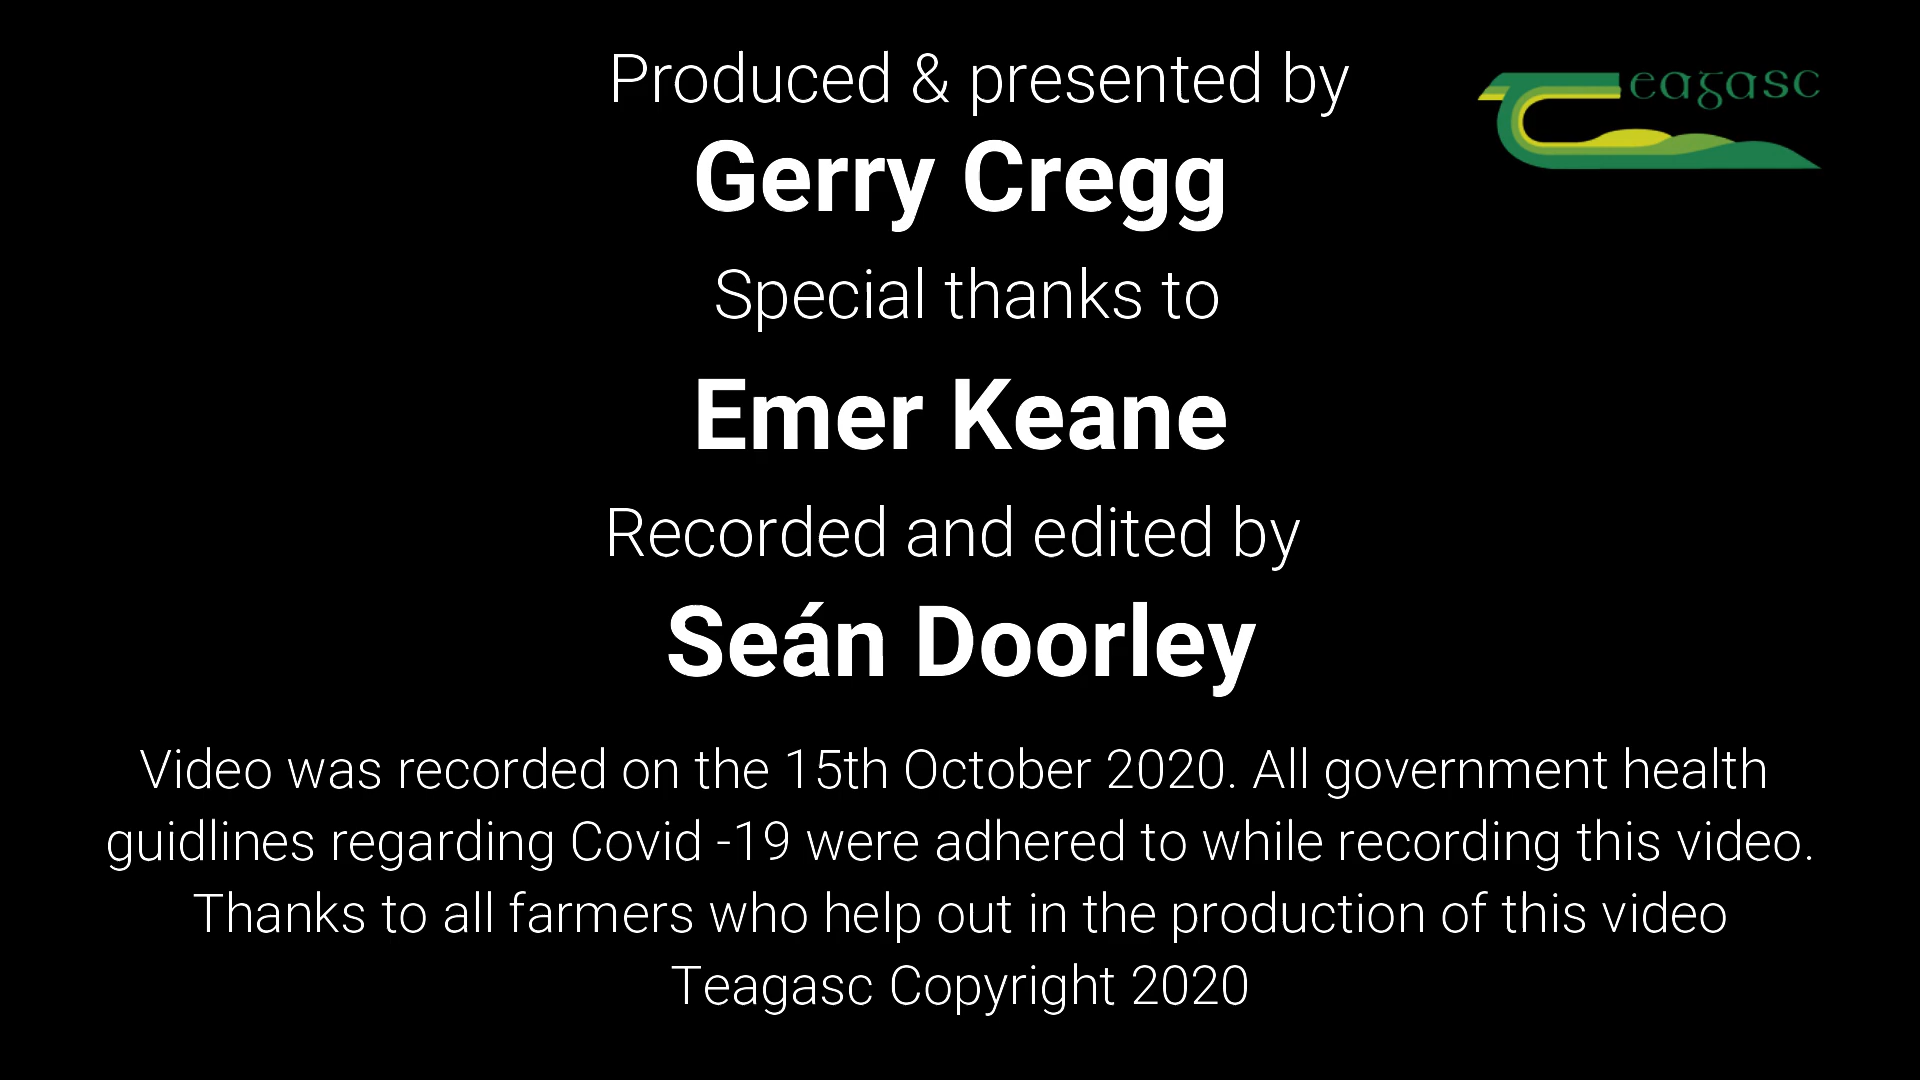 Produced & presented by
Teagasc
Gerry Cregg
Special thanks to
Emer Keane
Recorded and edited by
Seán Doorley
Video was recorded on the 15th October 2020. All government health
guidlines regarding Covid -19 were adhered to while recording this video.
Thanks to all farmers who help out in the production of this video
Teagasc Copyright 2020